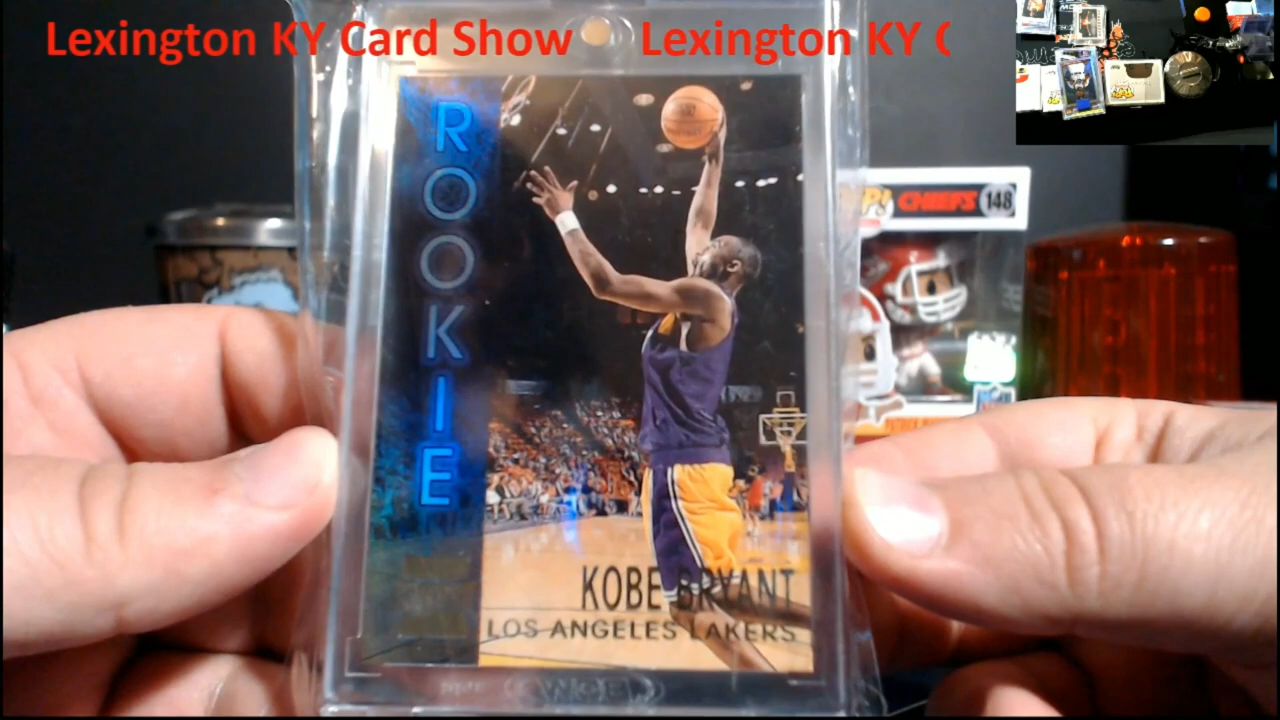 Lexington KY Card Show Lexington KY C
ROOKIE
KOBE BRYANT
LOS ANGELES LAKERS
P! CHIEFS 148